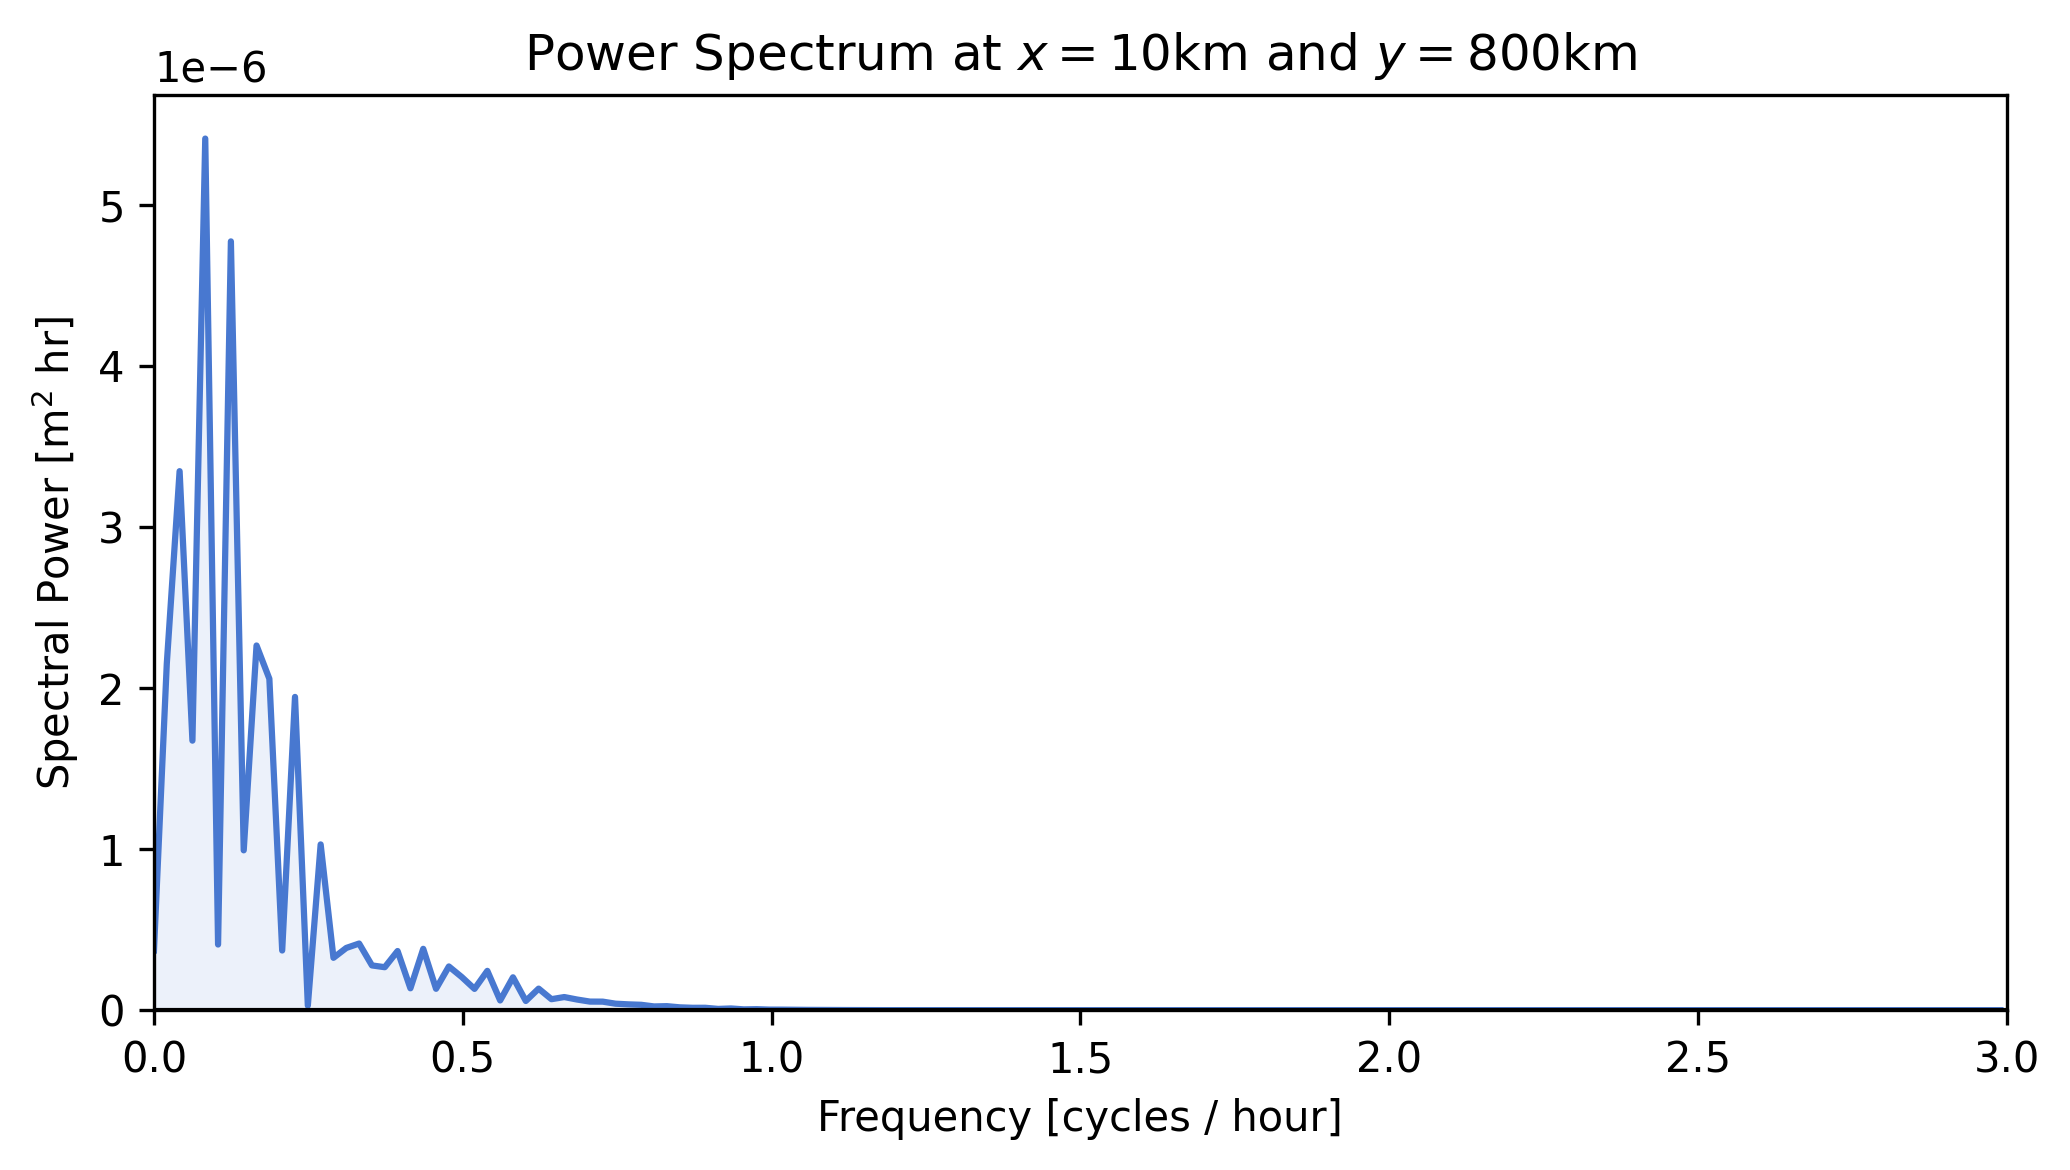 Power Spectrum at x = 10km and y = 800km
1e−6
5
4
3
2
1
0
Spectral Power [m² hr]
0.0 0.5 1.0 1.5 2.0 2.5 3.0
Frequency [cycles / hour]